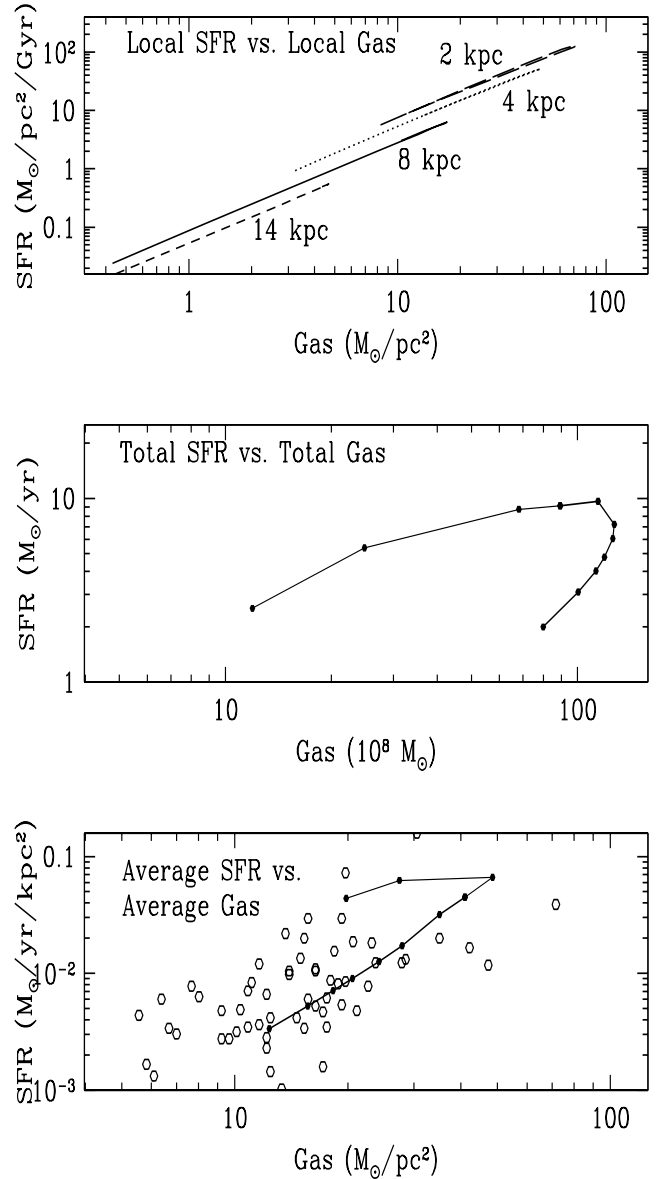 Local SFR vs. Local Gas
2 kpc
4 kpc
8 kpc
14 kpc
10²
10
1
0.1
SFR (M⊙/pc²/Gyr)
1 10 100
Gas (M⊙/pc²)
Total SFR vs. Total Gas
10
1
SFR (M⊙/yr)
10 100
Gas (10⁸ M⊙)
Average SFR vs.
Average Gas
0.1
10⁻²
10⁻³
SFR (M⊙/yr/kpc²)
10 100
Gas (M⊙/pc²)